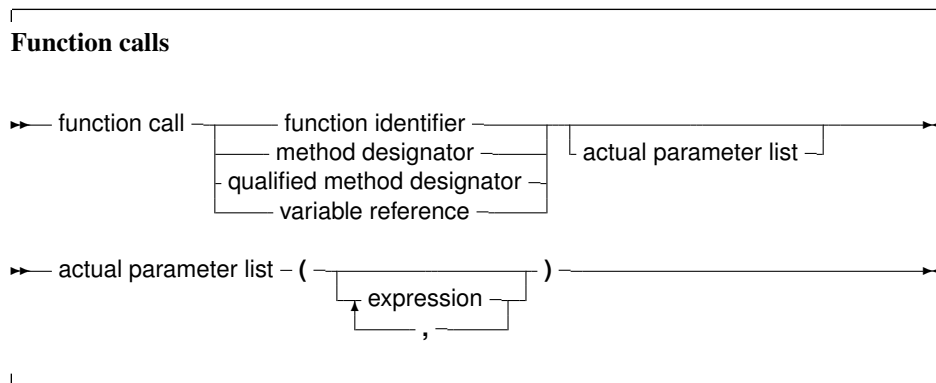 Function calls
function call function identifier
method designator actual parameter list
qualified method designator
variable reference
actual parameter list ( )
expression
,